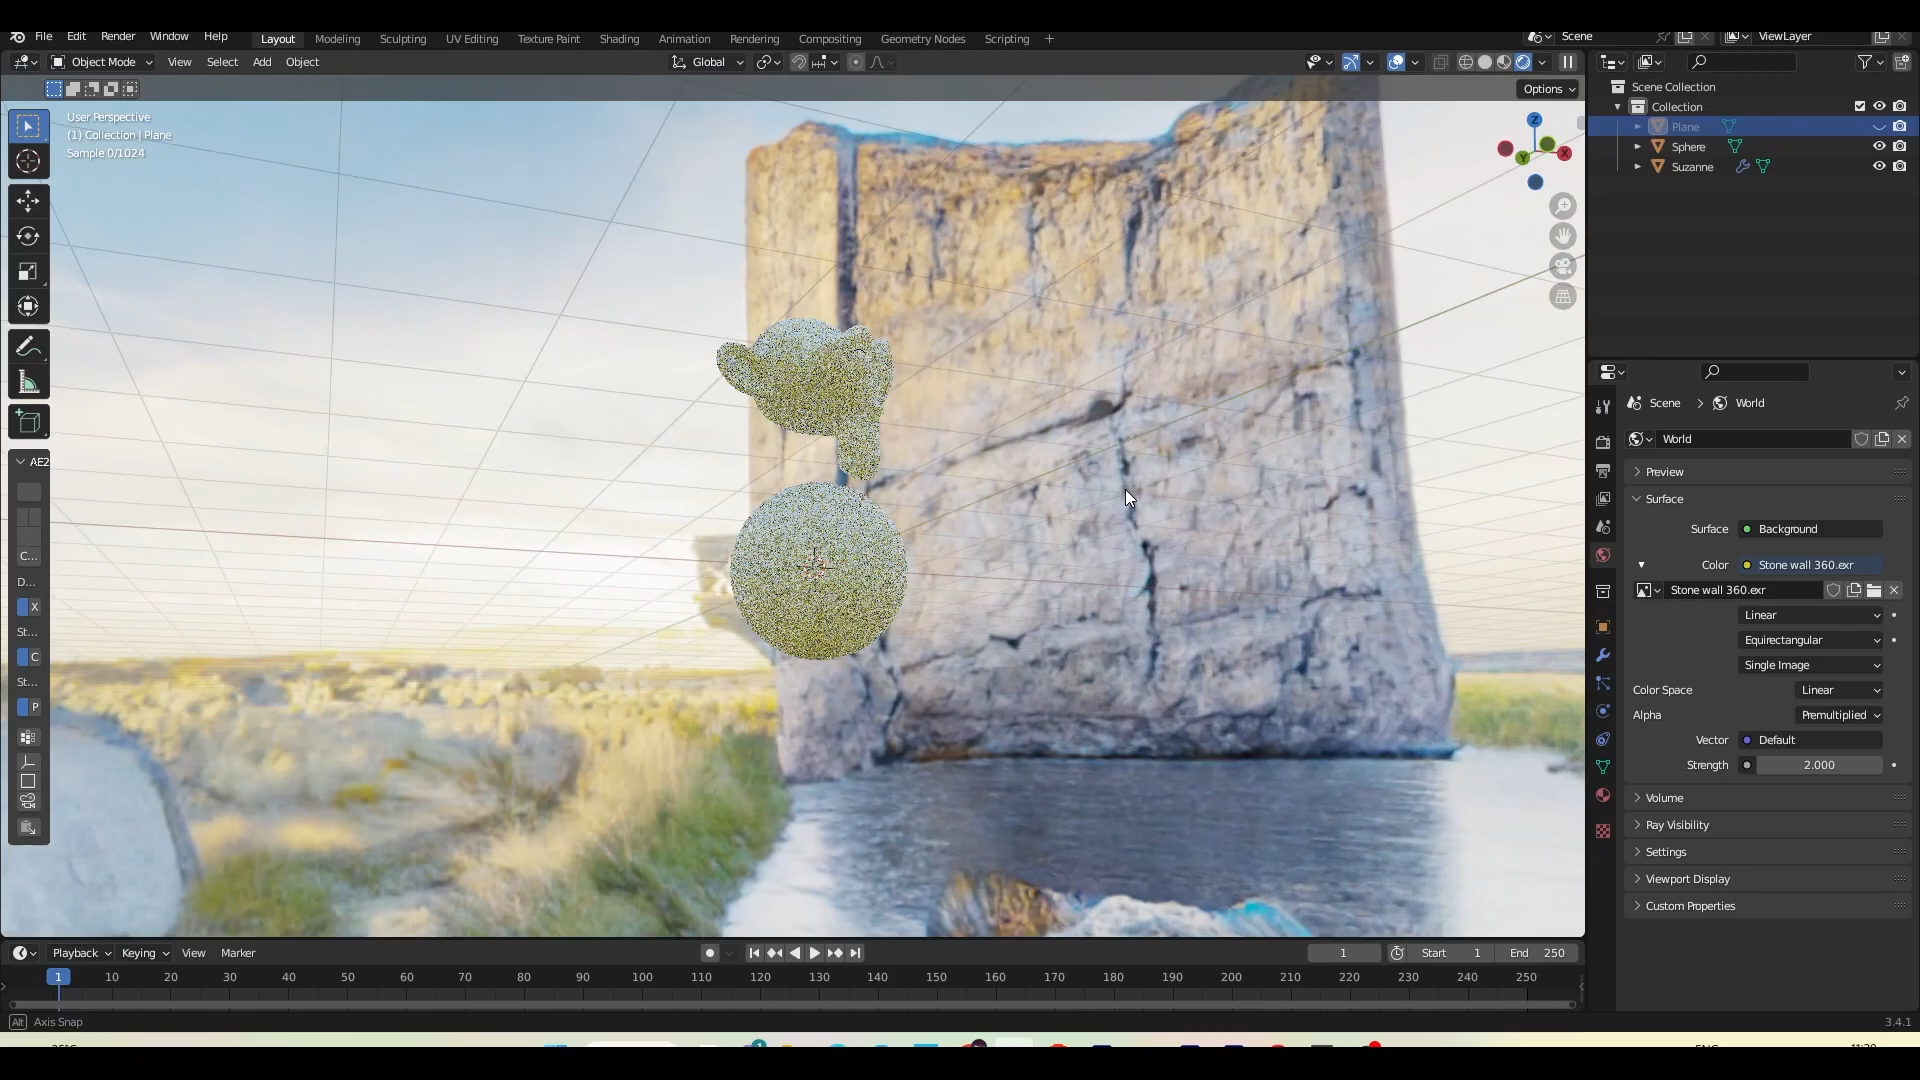 File Edit Render Window Help Layout Modeling Sculpting UV Editing Texture Paint Shading Animation Rendering Compositing Geometry Nodes Scripting Scene ViewLayer
Object Mode View Select Add Object Global
Options
User Perspective
(1) Collection | Plane
Sample 0/1024
Z
Y
X
Scene Collection
Collection
Plane
Sphere
Suzanne
AE2
C...
D...
X
St...
C
St...
P
Scene World
World
Preview
Surface
Surface Background
Color Stone wall 360.exr
Stone wall 360.exr
Linear
Equirectangular
Single Image
Color Space Linear
Alpha Premultiplied
Vector Default
Strength 2.000
Volume
Ray Visibility
Settings
Viewport Display
Custom Properties
Playback Keying View Marker 1 Start 1 End 250
1 10 20 30 40 50 60 70 80 90 100 110 120 130 140 150 160 170 180 190 200 210 220 230 240 250
Alt Axis Snap 3.4.1